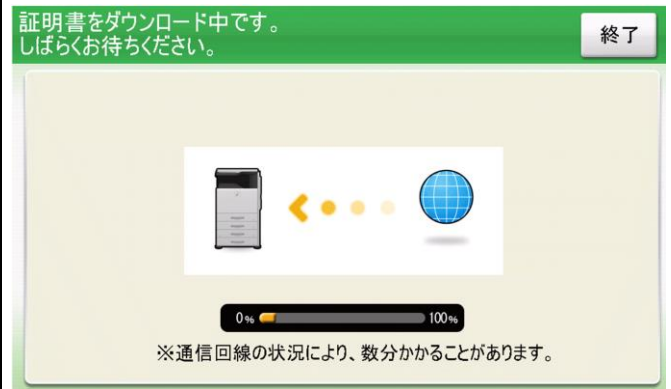 証明書をダウンロード中です。
しばらくお待ちください。
終了
0% 100%
※通信回線の状況により、数分かかることがあります。